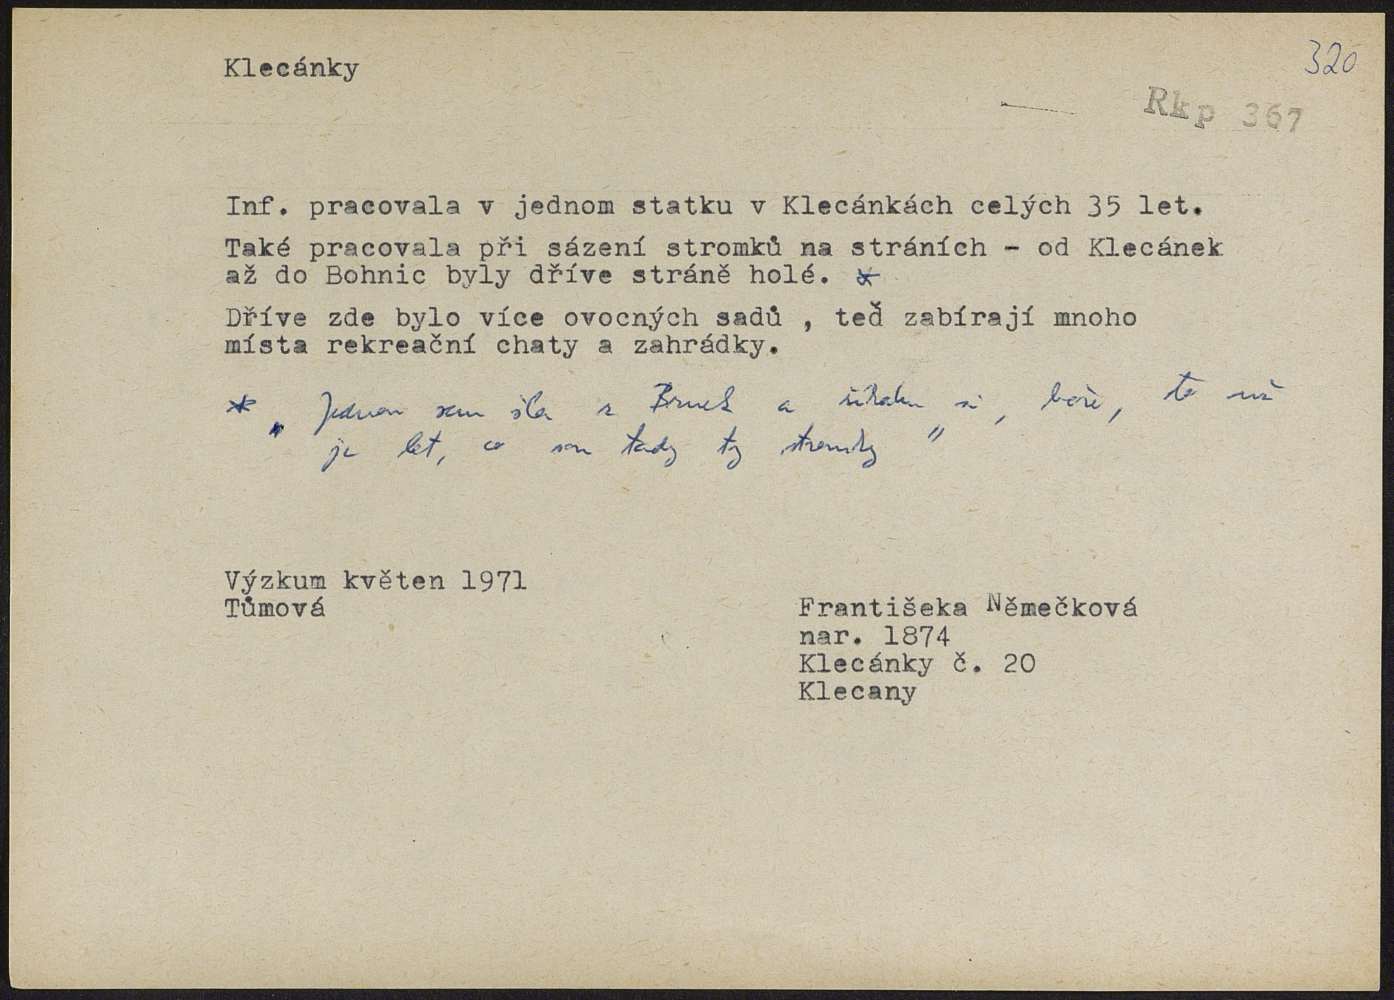 320
Klecánky
Rkp 367
Inf. pracovala v jednom statku v Klecánkách celých 35 let.
Také pracovala při sázení stromků na stráních - od Klecánek
až do Bohnic byly dříve stráně holé. *
Dříve zde bylo více ovocných sadů , teď zabírají mnoho
místa rekreační chaty a zahrádky.
* „ Jednou sem šla z Brnek a říkala si, bože, to už
je let, co sou tady ty stromky "
Výzkum květen 1971
Tůmová
Františeka Němečková
nar. 1874
Klecánky č. 20
Klecany